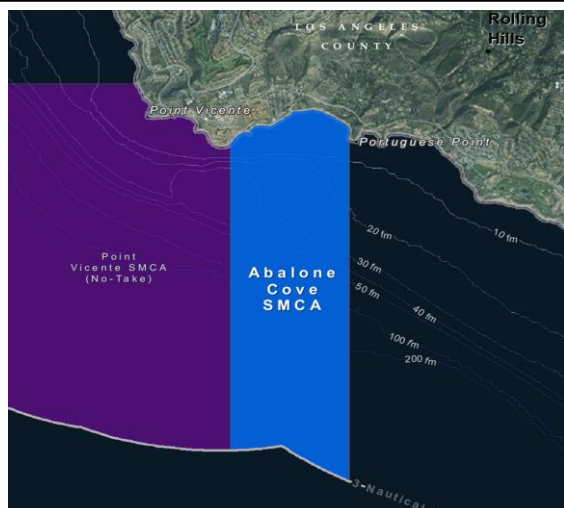 Rolling
Hills
LOS ANGELES
COUNTY
Point Vicente
Portuguese Point
10 fm
20 fm
30 fm
40 fm
50 fm
100 fm
200 fm
Point
Vicente SMCA
(No-Take)
Abalone
Cove
SMCA
3-Nautical